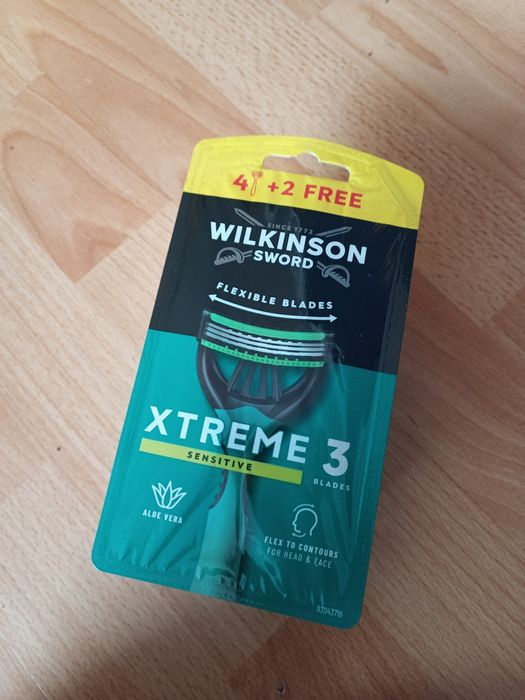 4 +2 FREE
SINCE 1772
WILKINSON
SWORD
FLEXIBLE BLADES
XTREME 3
SENSITIVE
BLADES
ALOE VERA
FLEX TO CONTOURS
FOR HEAD & FACE
93043716